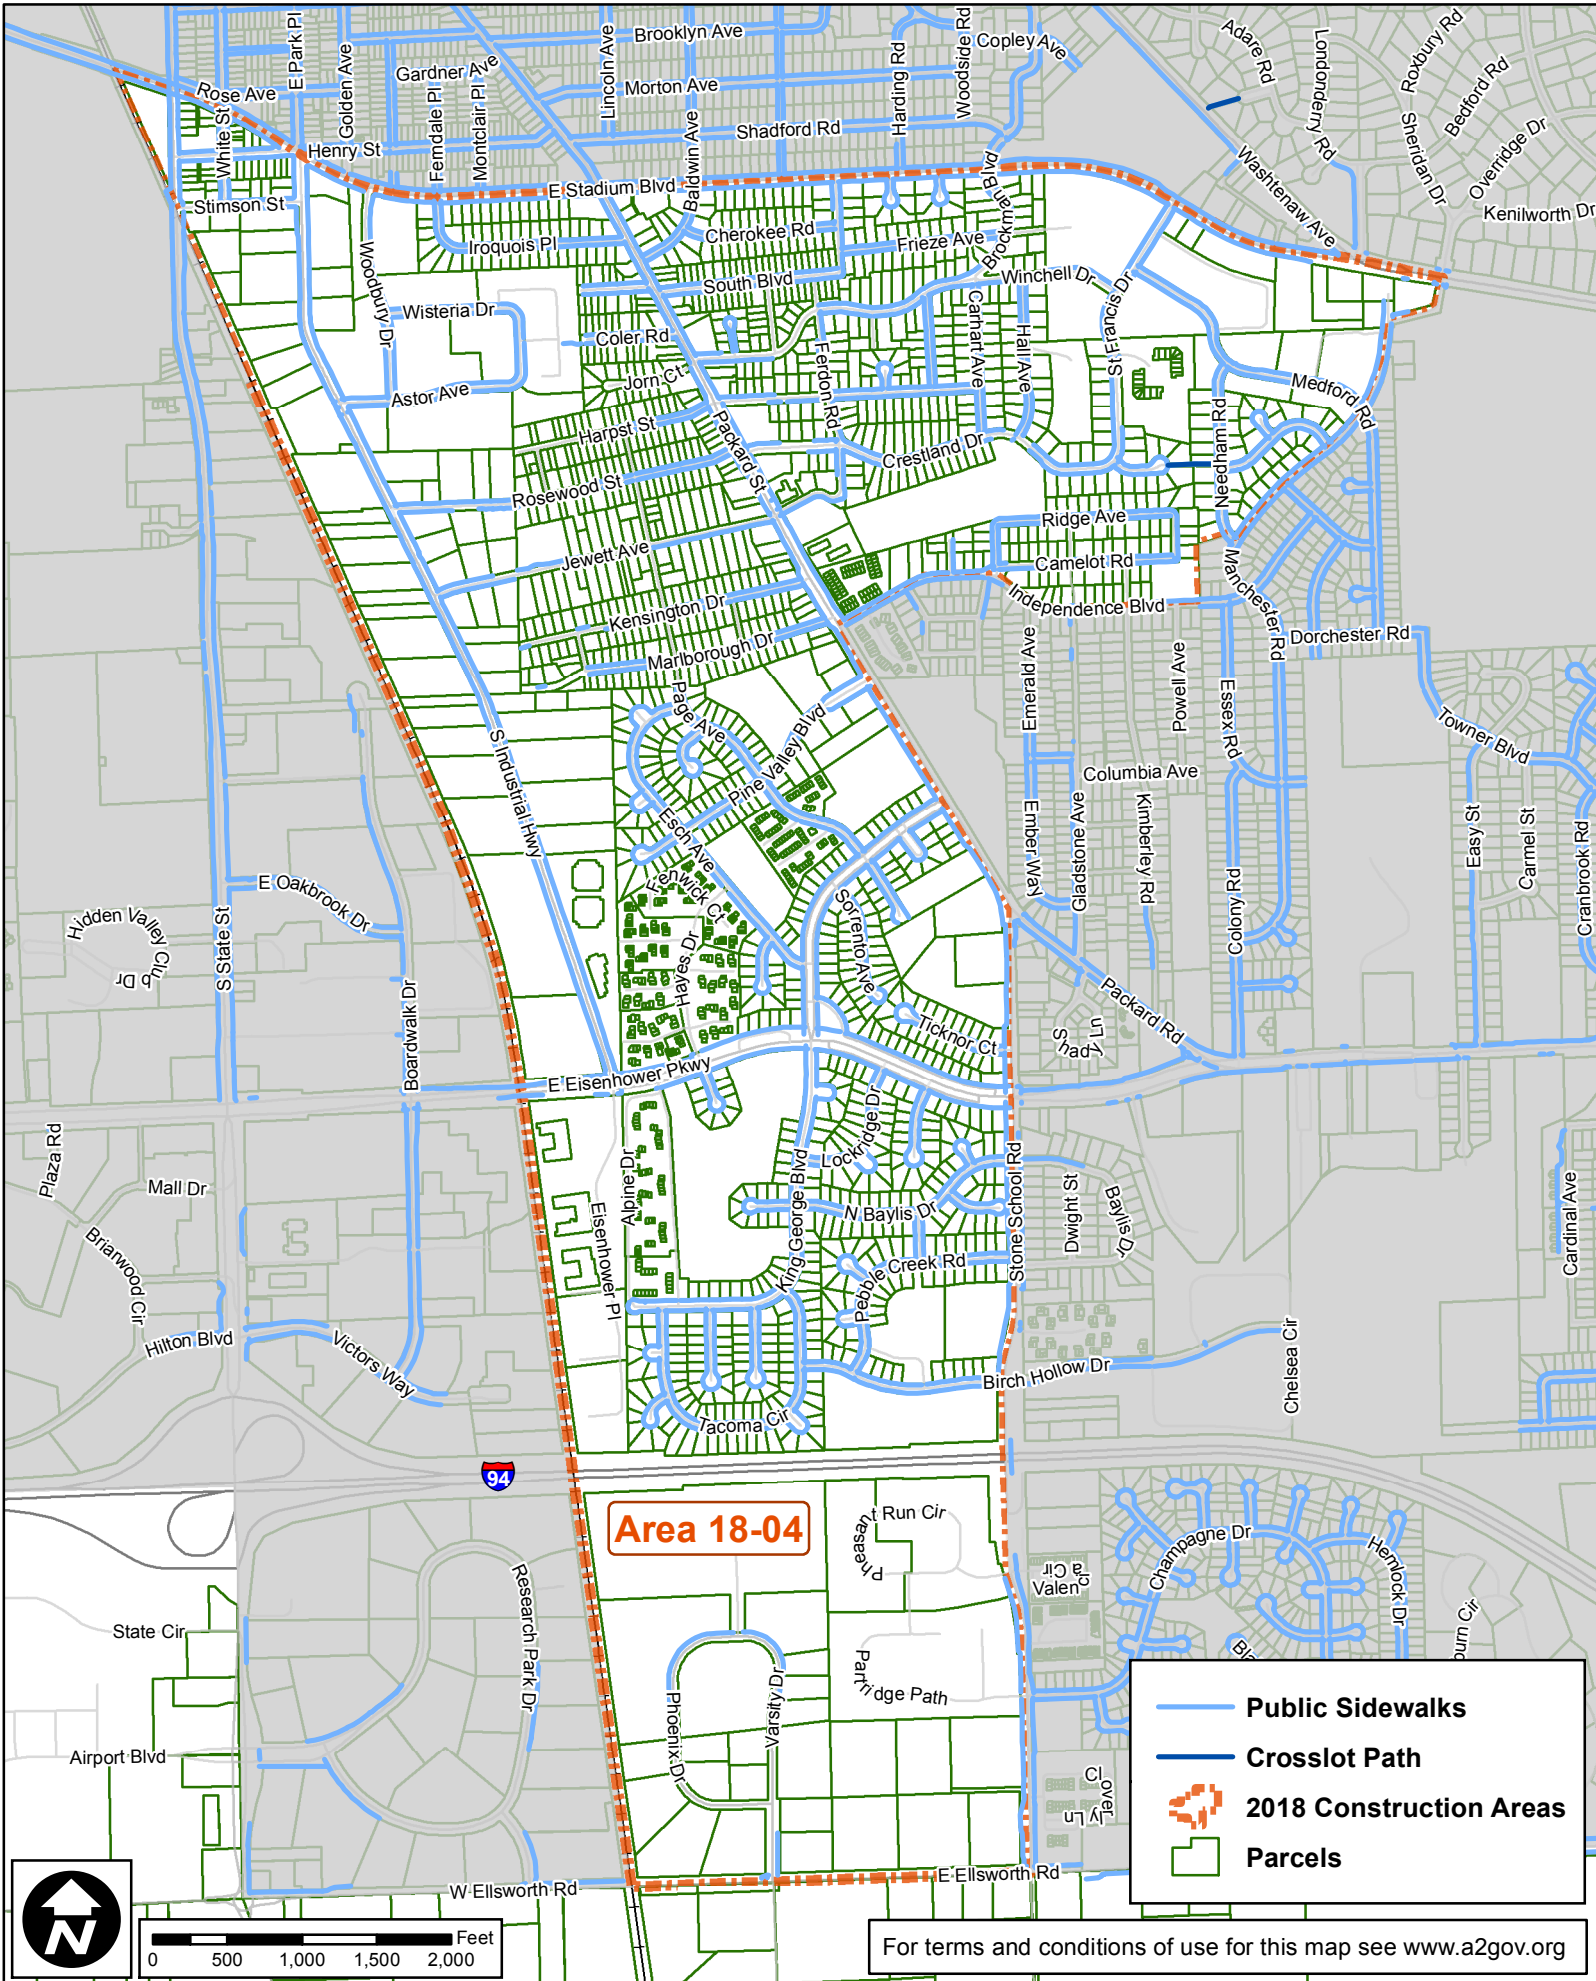 Brooklyn Ave
E Park Pl
Golden Ave
Gardner Ave
Ferndale Pl
Montclair Pl
Lincoln Ave
Morton Ave
Harding Rd
Woodside Rd
Copley Ave
Adare Rd
Londonderry Rd
Roxbury Rd
Bedford Rd
Sheridan Dr
Overridge Dr
Kenilworth Dr
Washtenaw Ave
Rose Ave
White St
Henry St
Shadford Rd
Baldwin Ave
E Stadium Blvd
Brockman Blvd
Stimson St
Iroquois Pl
Cherokee Rd
Frieze Ave
Woodbury Dr
South Blvd
Winchell Dr
St Francis Dr
Wisteria Dr
Coler Rd
Carhart Ave
Hall Ave
Ferdon Rd
Jorn Ct
Astor Ave
Medford Rd
Needham Rd
Harpst St
Packard St
Crestland Dr
Rosewood St
Ridge Ave
Jewett Ave
Camelot Rd
Manchester Rd
Independence Blvd
Kensington Dr
Marlborough Dr
Dorchester Rd
Emerald Ave
Powell Ave
Essex Rd
Page Ave
Pine Valley Blvd
Towner Blvd
S Industrial Hwy
Columbia Ave
Esch Ave
Ember Way
Gladstone Ave
Kimberley Rd
Easy St
Carmel St
Cranbrook Rd
Fenwick Ct
Sorrento Ave
E Oakbrook Dr
Hidden Valley Club Dr
S State St
Hayes Dr
Colony Rd
Boardwalk Dr
Packard Rd
Shady Ln
Ticknor Ct
E Eisenhower Pkwy
Lockridge Dr
Plaza Rd
Mall Dr
Alpine Dr
King George Blvd
Stone School Rd
Dwight St
Baylis Dr
Cardinal Ave
N Baylis Dr
Briarwood Cir
Eisenhower Pl
Pebble Creek Rd
Hilton Blvd
Victors Way
Birch Hollow Dr
Chelsea Cir
Tacoma Cir
94
Area 18-04
Pheasant Run Cir
Champagne Dr
Hemlock Dr
Valencia Cir
Research Park Dr
State Cir
Partridge Path
Phoenix Dr
Varsity Dr
Bla
burn Cir
Airport Blvd
Cloverly Ln
W Ellsworth Rd
E Ellsworth Rd
Public Sidewalks
Crosslot Path
2018 Construction Areas
Parcels
N
Feet
0 500 1,000 1,500 2,000
For terms and conditions of use for this map see www.a2gov.org